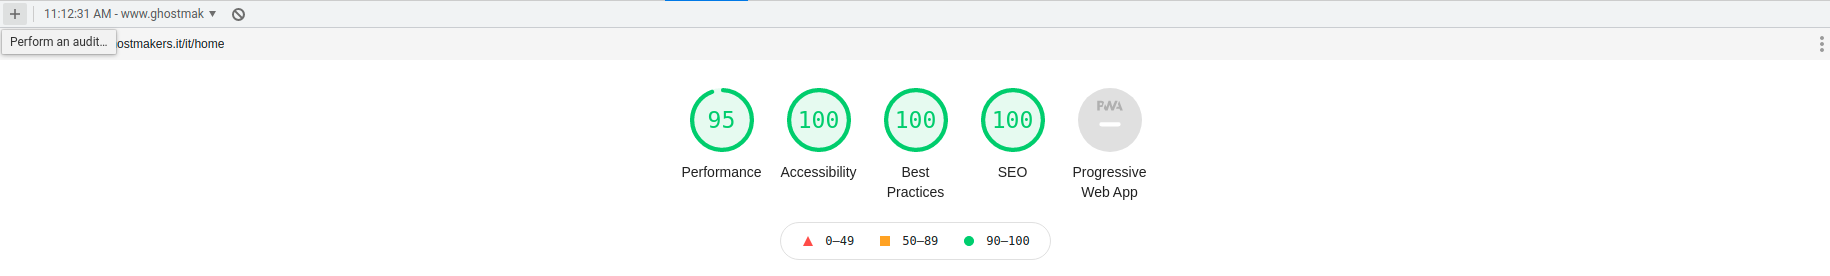 11:12:31 AM - www.ghostmak
Perform an audit...
ostmakers.it/it/home
95 100 100 100 PWA
Performance Accessibility Best Practices SEO Progressive Web App
0–49 50–89 90–100